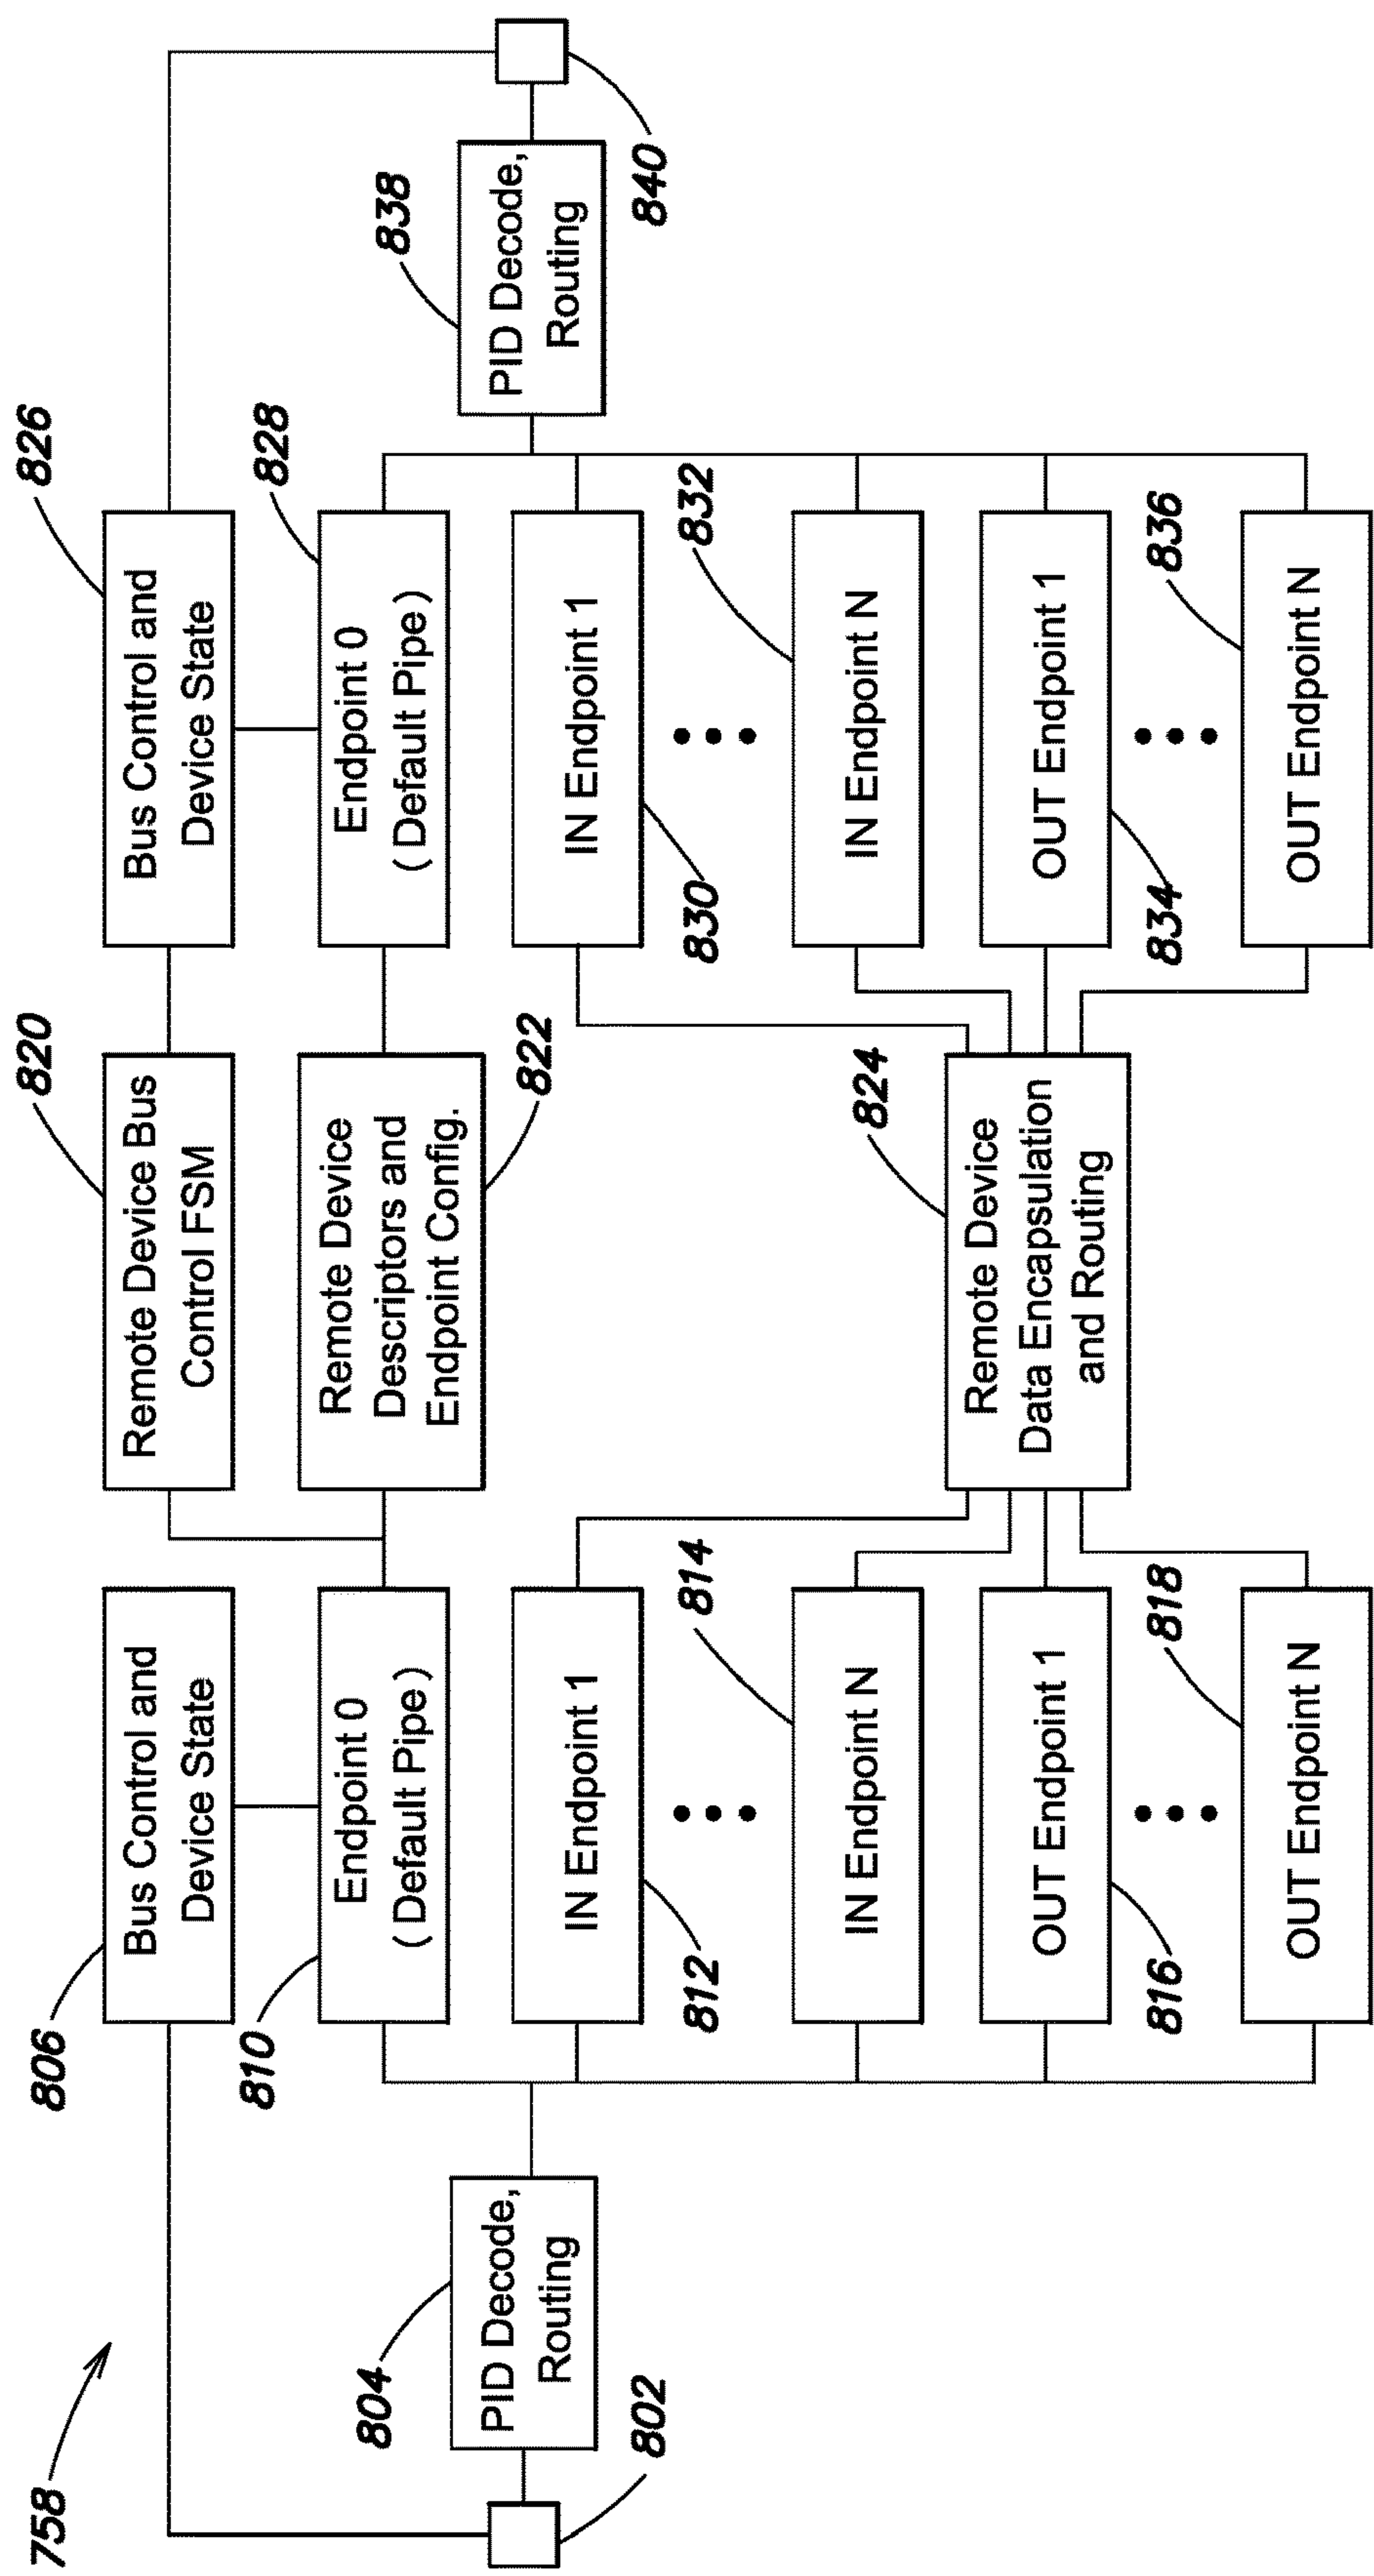 758
802
804
PID Decode,
Routing
806
Bus Control and
Device State
810
Endpoint 0
(Default Pipe)
812
IN Endpoint 1
814
IN Endpoint N
816
OUT Endpoint 1
818
OUT Endpoint N
820
Remote Device Bus
Control FSM
822
Remote Device
Descriptors and
Endpoint Config.
824
Remote Device
Data Encapsulation
and Routing
826
Bus Control and
Device State
828
Endpoint 0
(Default Pipe)
830
IN Endpoint 1
832
IN Endpoint N
834
OUT Endpoint 1
836
OUT Endpoint N
838
PID Decode,
Routing
840